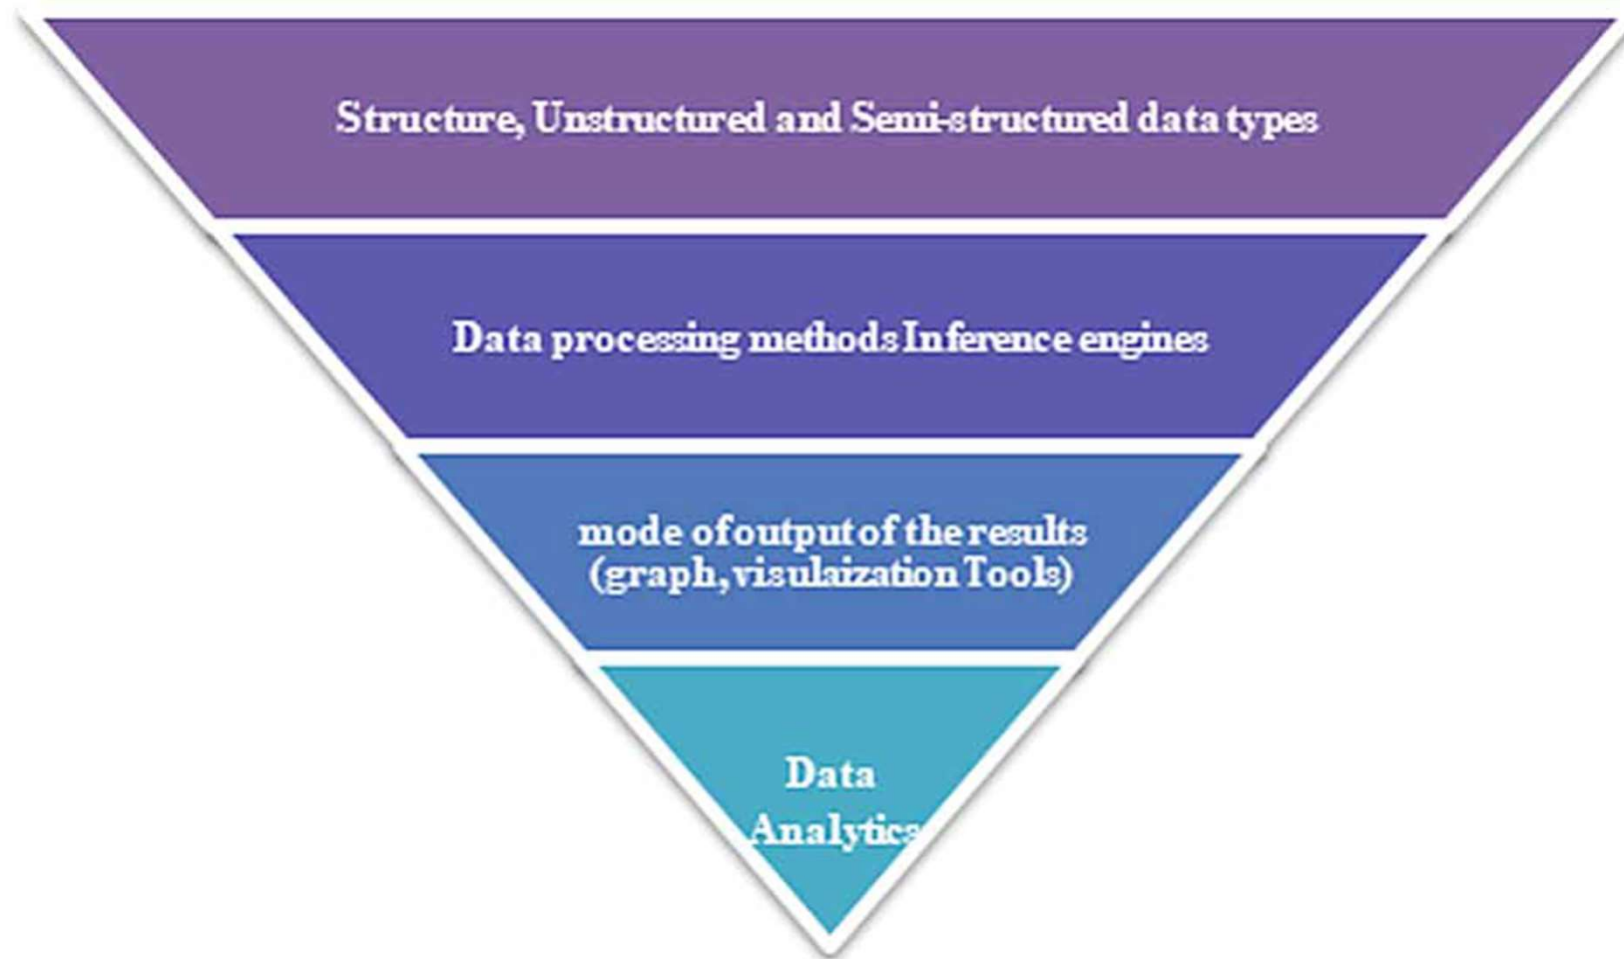 Structure, Unstructured and Semi-structured data types
Data processing methods Inference engines
mode of output of the results
(graph, visulaization Tools)
Data
Analytics